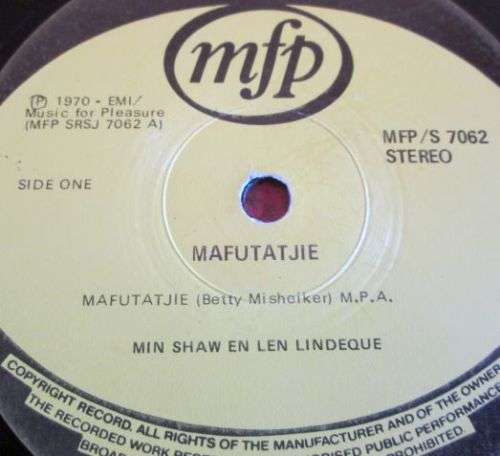 mfp
Ⓟ 1970 - EMI/
Music for Pleasure
(MFP SRSJ 7062 A)
MFP/S 7062
STEREO
SIDE ONE
MAFUTATJIE
MAFUTATJIE (Betty Misheiker) M.P.A.
MIN SHAW EN LEN LINDEQUE
COPYRIGHT RECORD. ALL RIGHTS OF THE MANUFACTURER AND OF THE OWNER
THE RECORDED WORK PUBLIC PERFORMANCE
PROHIBITED.